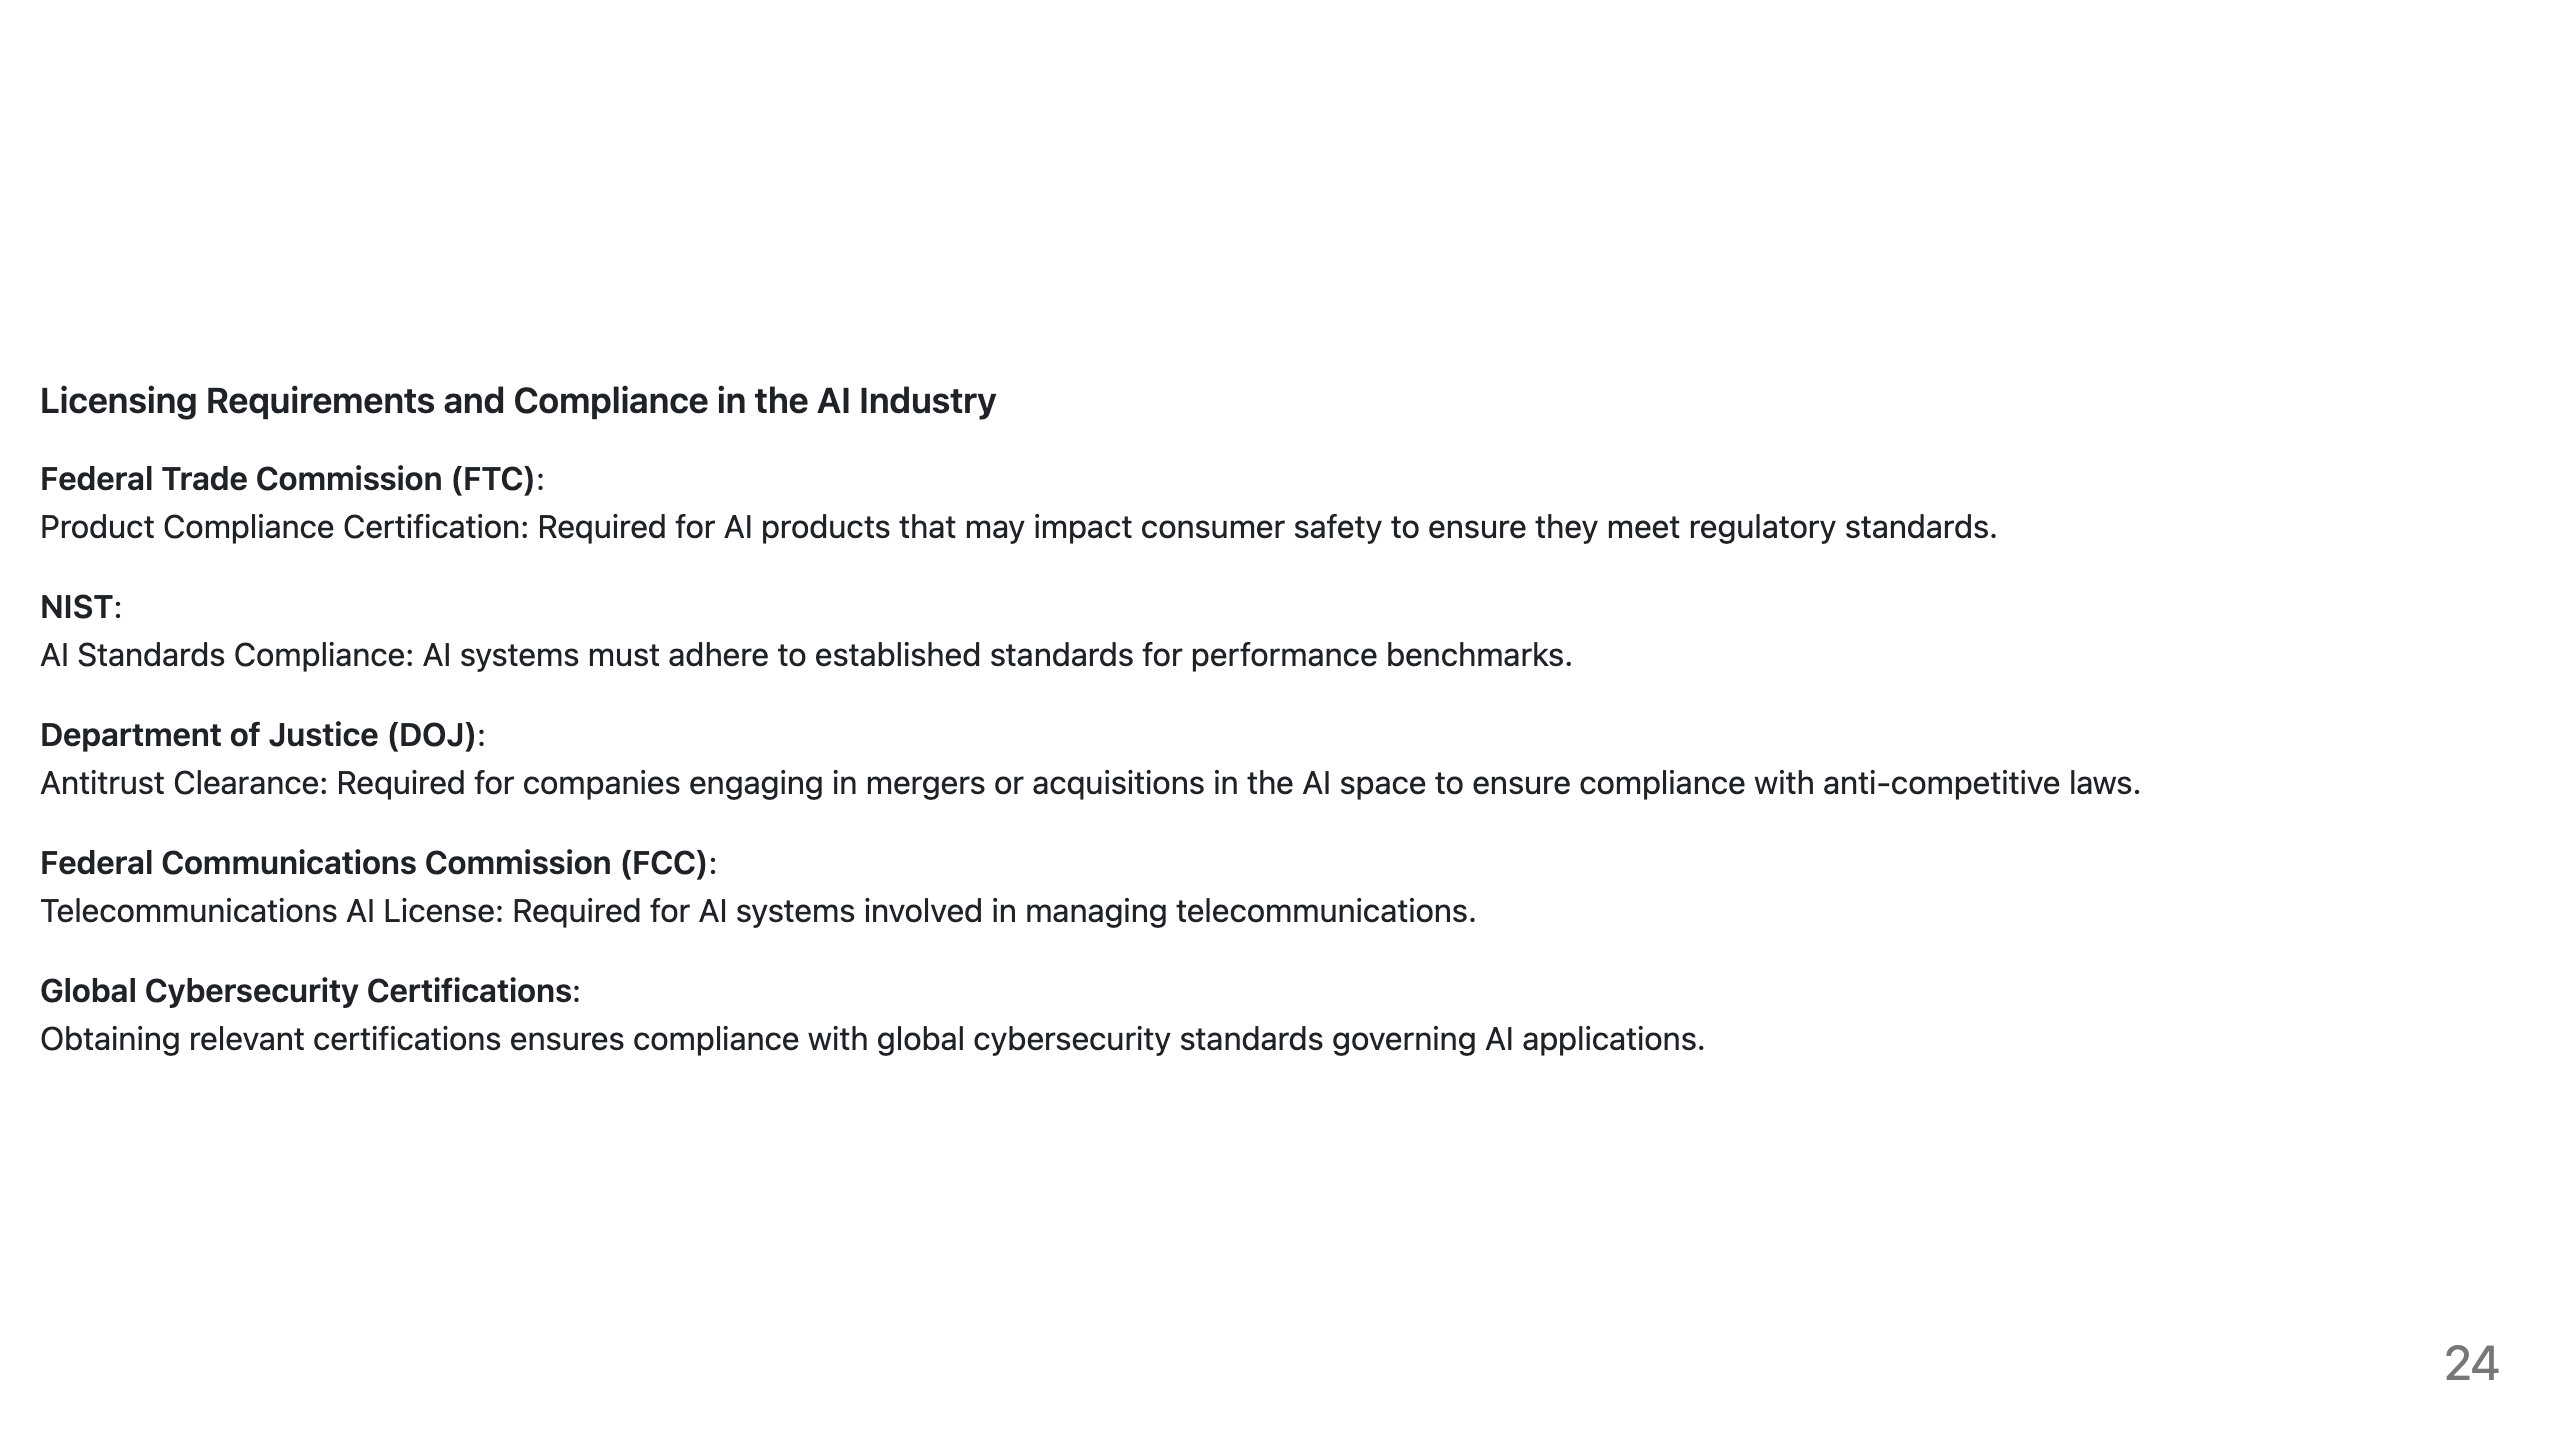 Licensing Requirements and Compliance in the AI Industry
Federal Trade Commission (FTC):
Product Compliance Certification: Required for AI products that may impact consumer safety to ensure they meet regulatory standards.
NIST:
AI Standards Compliance: AI systems must adhere to established standards for performance benchmarks.
Department of Justice (DOJ):
Antitrust Clearance: Required for companies engaging in mergers or acquisitions in the AI space to ensure compliance with anti-competitive laws.
Federal Communications Commission (FCC):
Telecommunications AI License: Required for AI systems involved in managing telecommunications.
Global Cybersecurity Certifications:
Obtaining relevant certifications ensures compliance with global cybersecurity standards governing AI applications.
24